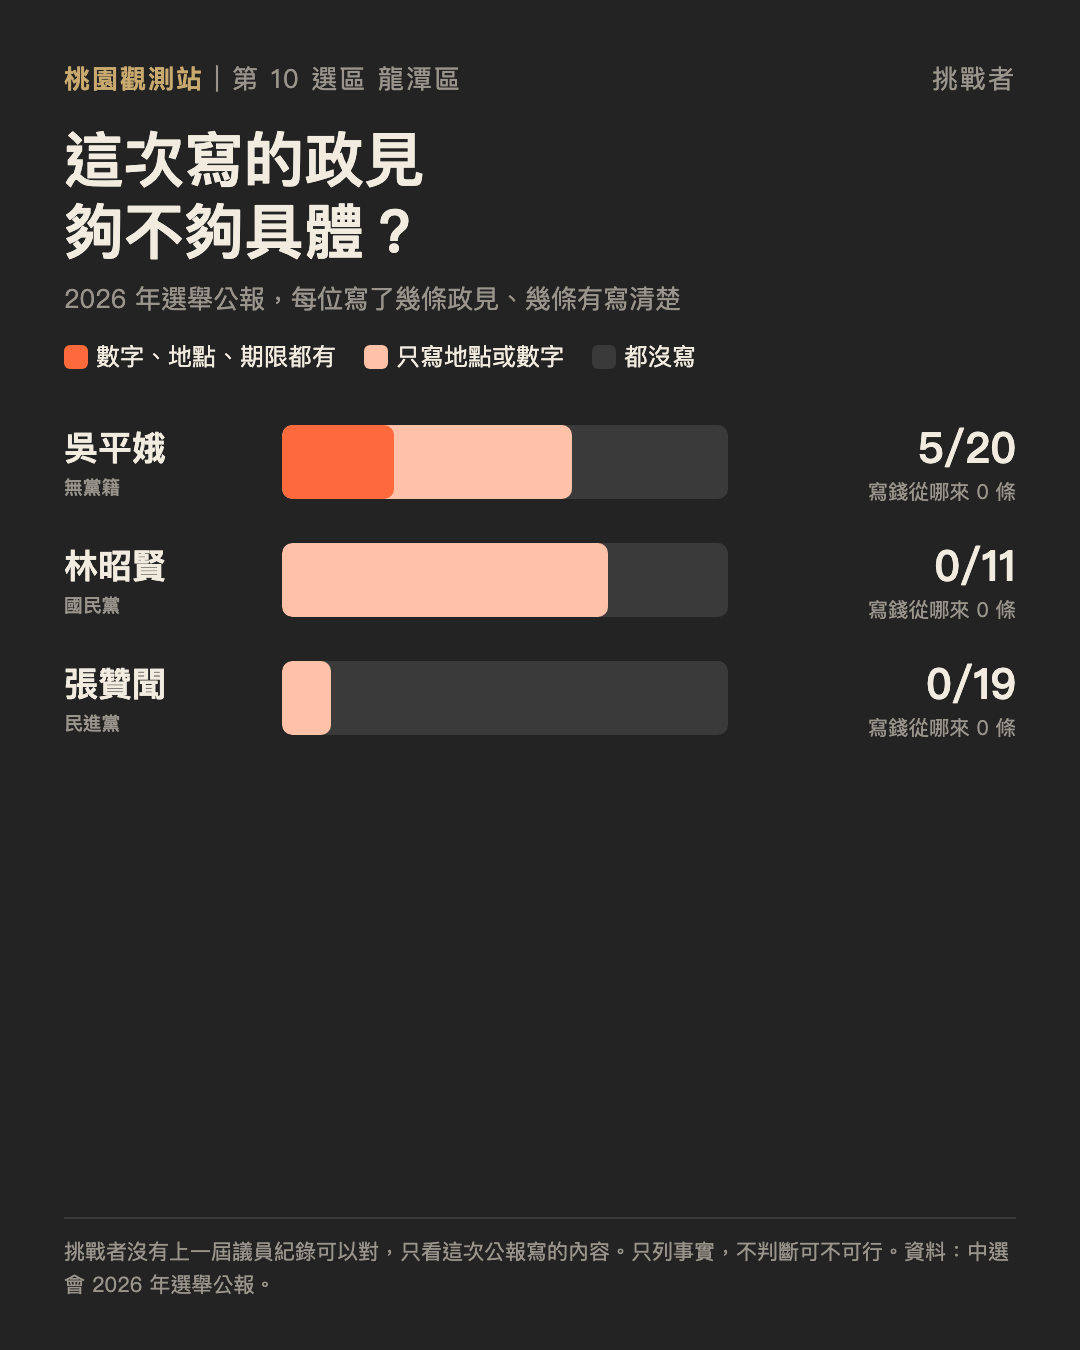 桃園觀測站｜第 10 選區 龍潭區
挑戰者
這次寫的政見
夠不夠具體？
2026 年選舉公報，每位寫了幾條政見、幾條有寫清楚
數字、地點、期限都有 只寫地點或數字 都沒寫
吳平娥
無黨籍
5/20
寫錢從哪來 0 條
林昭賢
國民黨
0/11
寫錢從哪來 0 條
張贊聞
民進黨
0/19
寫錢從哪來 0 條
挑戰者沒有上一屆議員紀錄可以對，只看這次公報寫的內容。只列事實，不判斷可不可行。資料：中選
會 2026 年選舉公報。